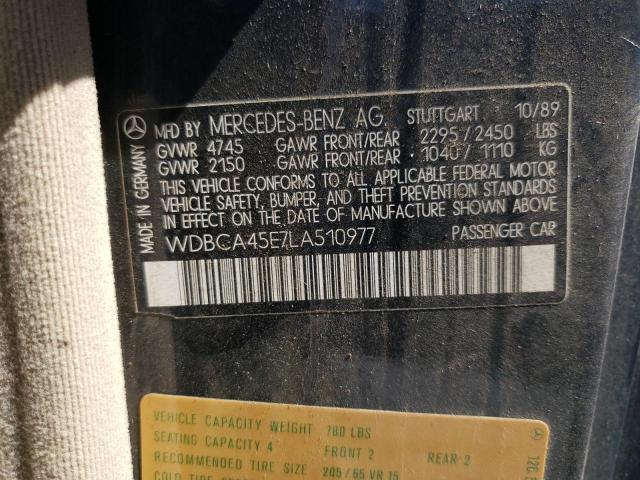 MFD BY MERCEDES-BENZ AG. STUTTGART 10/89
GVWR 4745 GAWR FRONT/REAR 2295/2450 LBS
GVWR 2150 GAWR FRONT/REAR 1040/1110 KG
THIS VEHICLE CONFORMS TO ALL APPLICABLE FEDERAL MOTOR
VEHICLE SAFETY, BUMPER, AND THEFT PREVENTION STANDARDS
IN EFFECT ON THE DATE OF MANUFACTURE SHOWN ABOVE
WDBCA45E7LA510977 PASSENGER CAR
MADE IN GERMANY
VEHICLE CAPACITY WEIGHT 780 LBS
SEATING CAPACITY 4 FRONT 2 REAR 2
RECOMMENDED TIRE SIZE 205/65 VR 15
COLD TIRE
126